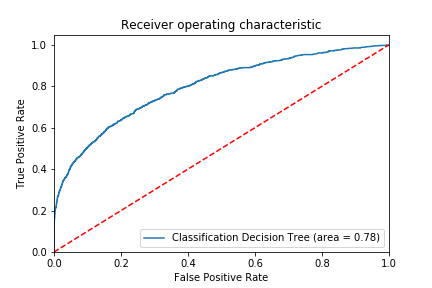 Receiver operating characteristic
True Positive Rate
1.0
0.8
0.6
0.4
0.2
0.0
Classification Decision Tree (area = 0.78)
0.0 0.2 0.4 0.6 0.8 1.0
False Positive Rate